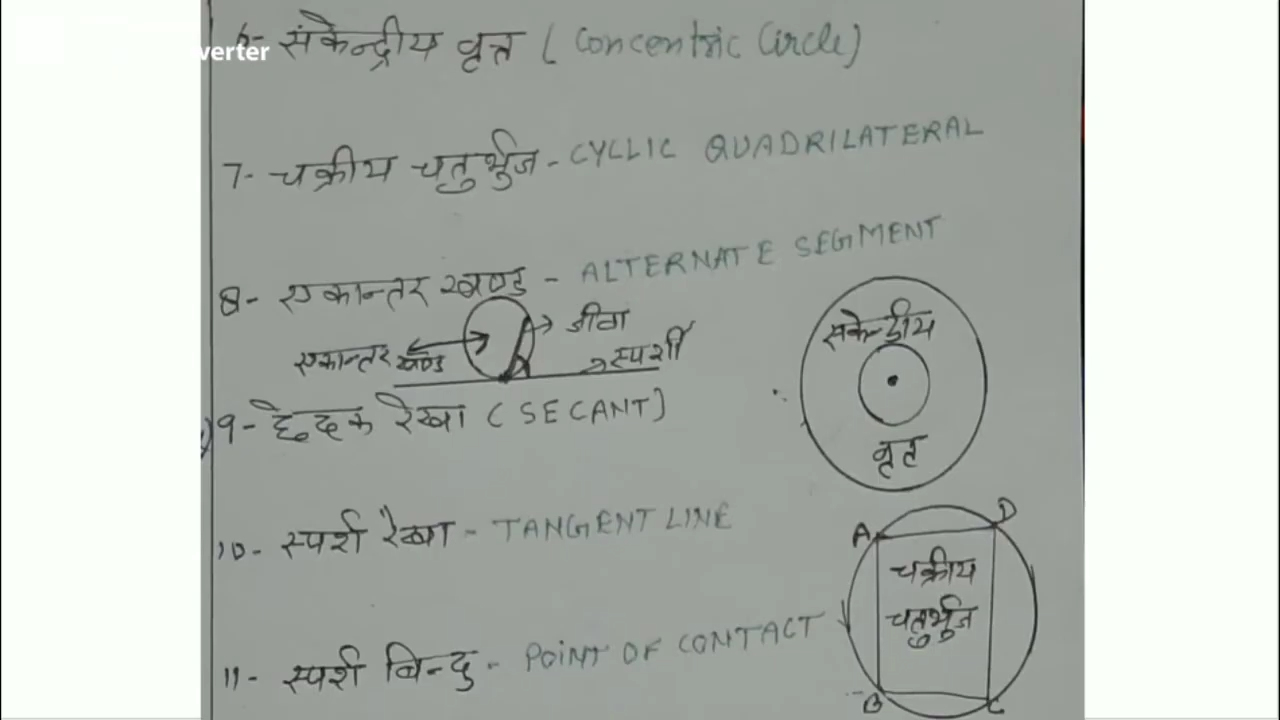 verter
6- संकेन्द्रीय वृत्त ( Concentric Circle)
7- चक्रीय चतुर्भुज - CYLLIC QUADRILATERAL
8- एकान्तर खण्ड - ALTERNATE SEGMENT
जीवा
एकान्तर खण्ड
स्पर्शी
9- छेदक रेखा ( SECANT)
संकेन्द्रीय
वृत
10- स्पर्श रेखा - TANGENT LINE
A D
चक्रीय
चतुर्भुज
11- स्पर्श बिन्दु - POINT OF CONTACT
B C